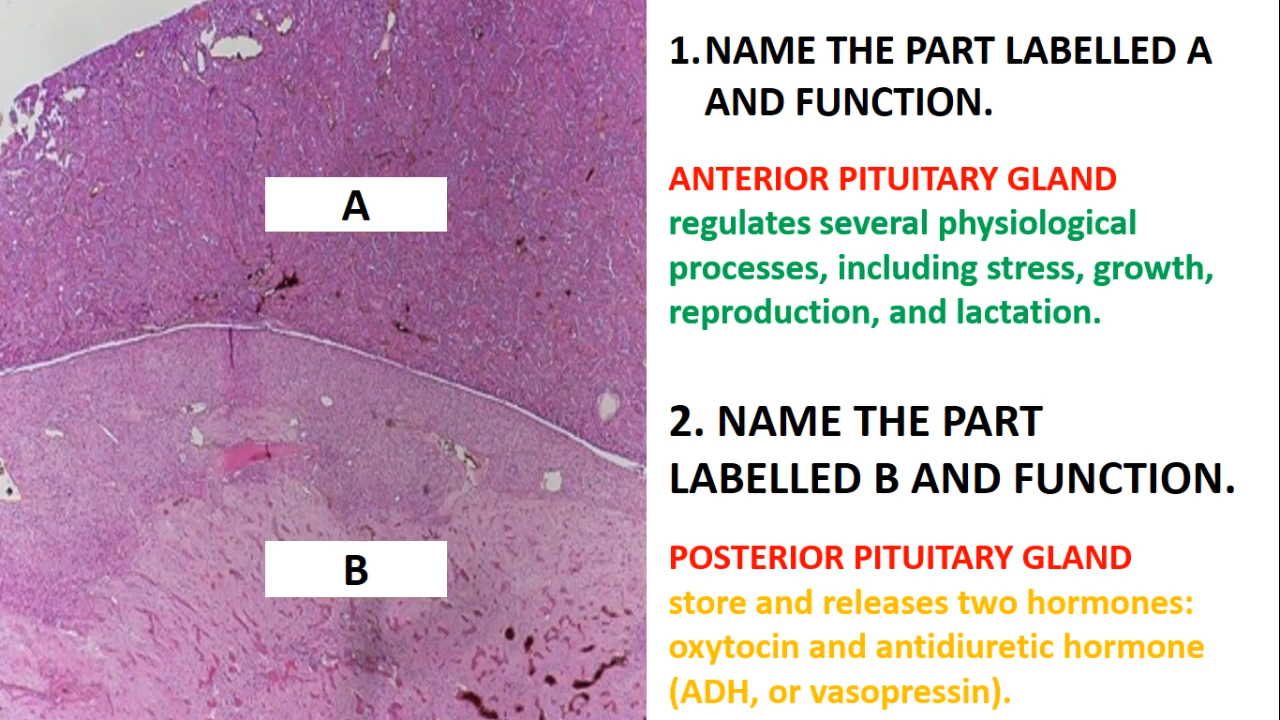 A
B
1. NAME THE PART LABELLED A
AND FUNCTION.
ANTERIOR PITUITARY GLAND
regulates several physiological
processes, including stress, growth,
reproduction, and lactation.
2. NAME THE PART
LABELLED B AND FUNCTION.
POSTERIOR PITUITARY GLAND
store and releases two hormones:
oxytocin and antidiuretic hormone
(ADH, or vasopressin).